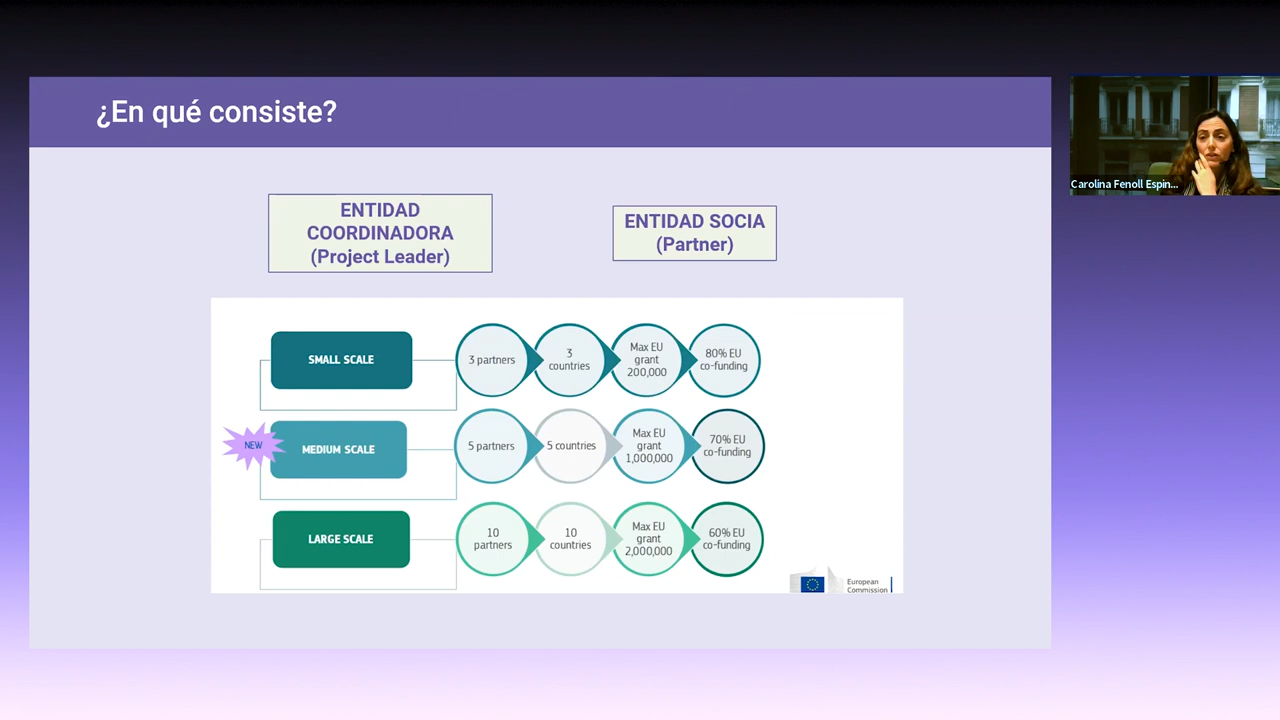 ¿En qué consiste?
Carolina Fenoll Espin...
ENTIDAD
COORDINADORA
(Project Leader)
ENTIDAD SOCIA
(Partner)
SMALL SCALE
3 partners
3
countries
Max EU
grant
200,000
80% EU
co-funding
NEW
MEDIUM SCALE
5 partners
5 countries
Max EU
grant
1,000,000
70% EU
co-funding
LARGE SCALE
10
partners
10
countries
Max EU
grant
2,000,000
60% EU
co-funding
European
Commission